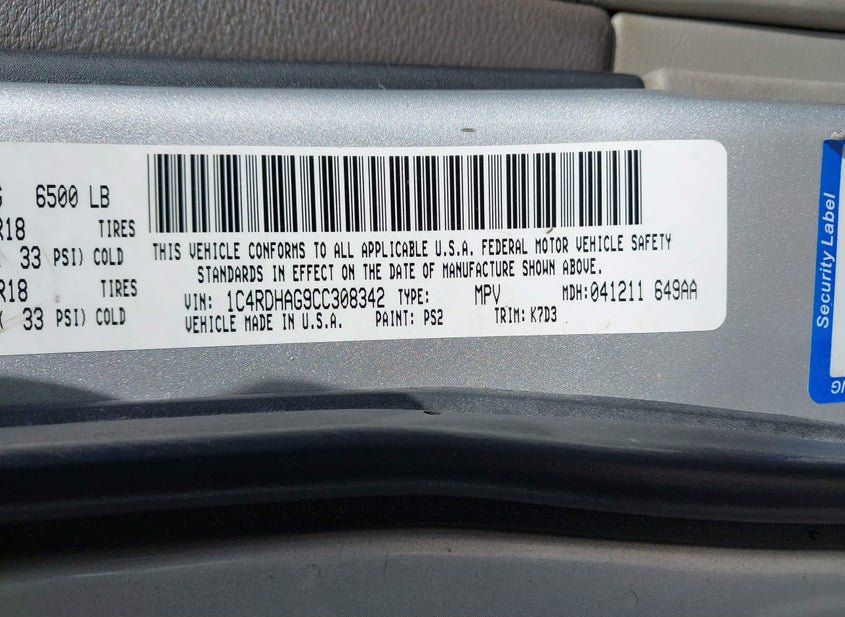 6500 LB
R18 TIRES
33 PSI) COLD
R18 TIRES
33 PSI) COLD
THIS VEHICLE CONFORMS TO ALL APPLICABLE U.S.A. FEDERAL MOTOR VEHICLE SAFETY
STANDARDS IN EFFECT ON THE DATE OF MANUFACTURE SHOWN ABOVE.
VIN: 1C4RDHAG9CC308342 TYPE: MPV MDH: 041211 649AA
VEHICLE MADE IN U.S.A. PAINT: PS2 TRIM: K7D3
Security Label